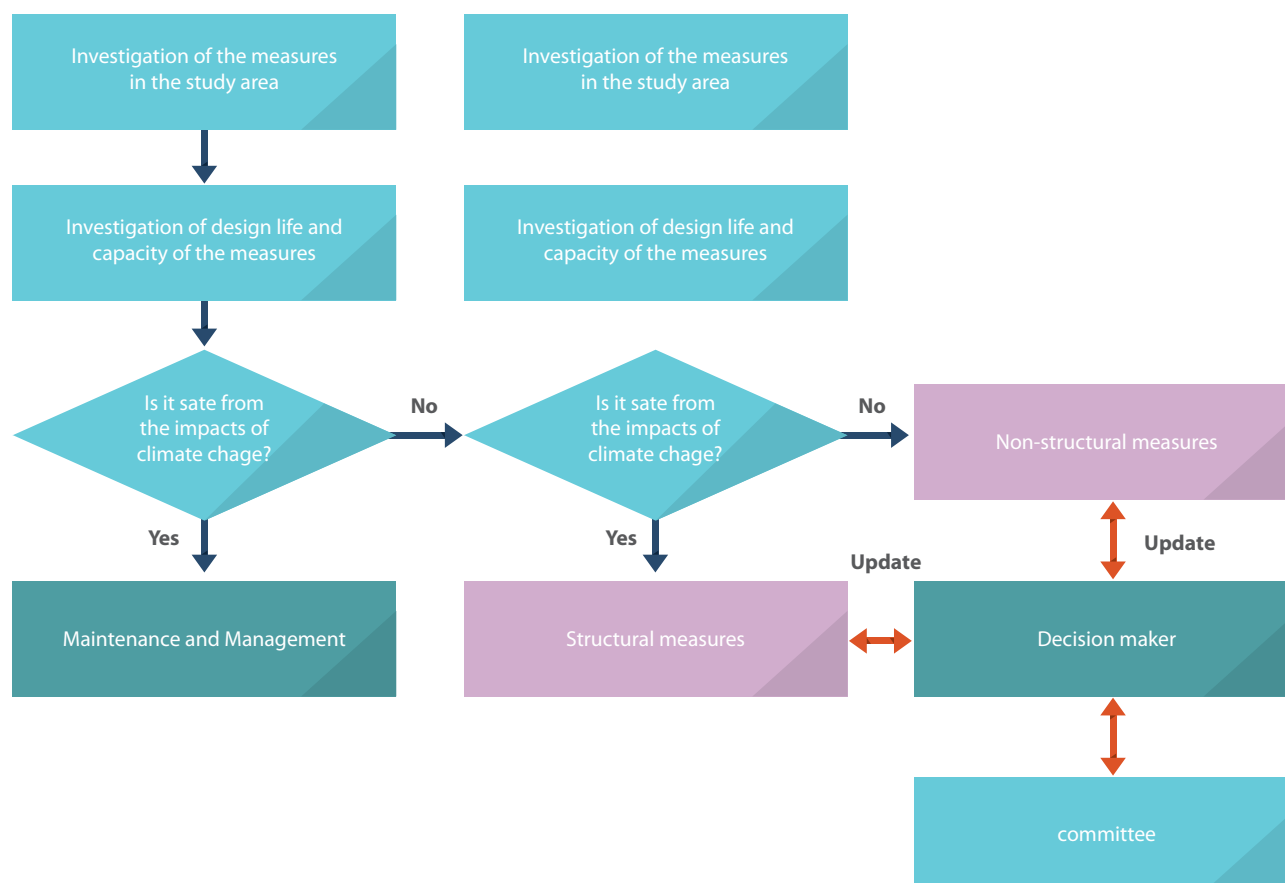 Investigation of the measures
in the study area
Investigation of the measures
in the study area
Investigation of design life and
capacity of the measures
Investigation of design life and
capacity of the measures
Is it sate from
the impacts of
climate chage?
No
Is it sate from
the impacts of
climate chage?
No
Non-structural measures
Yes
Yes
Update
Update
Maintenance and Management
Structural measures
Decision maker
committee